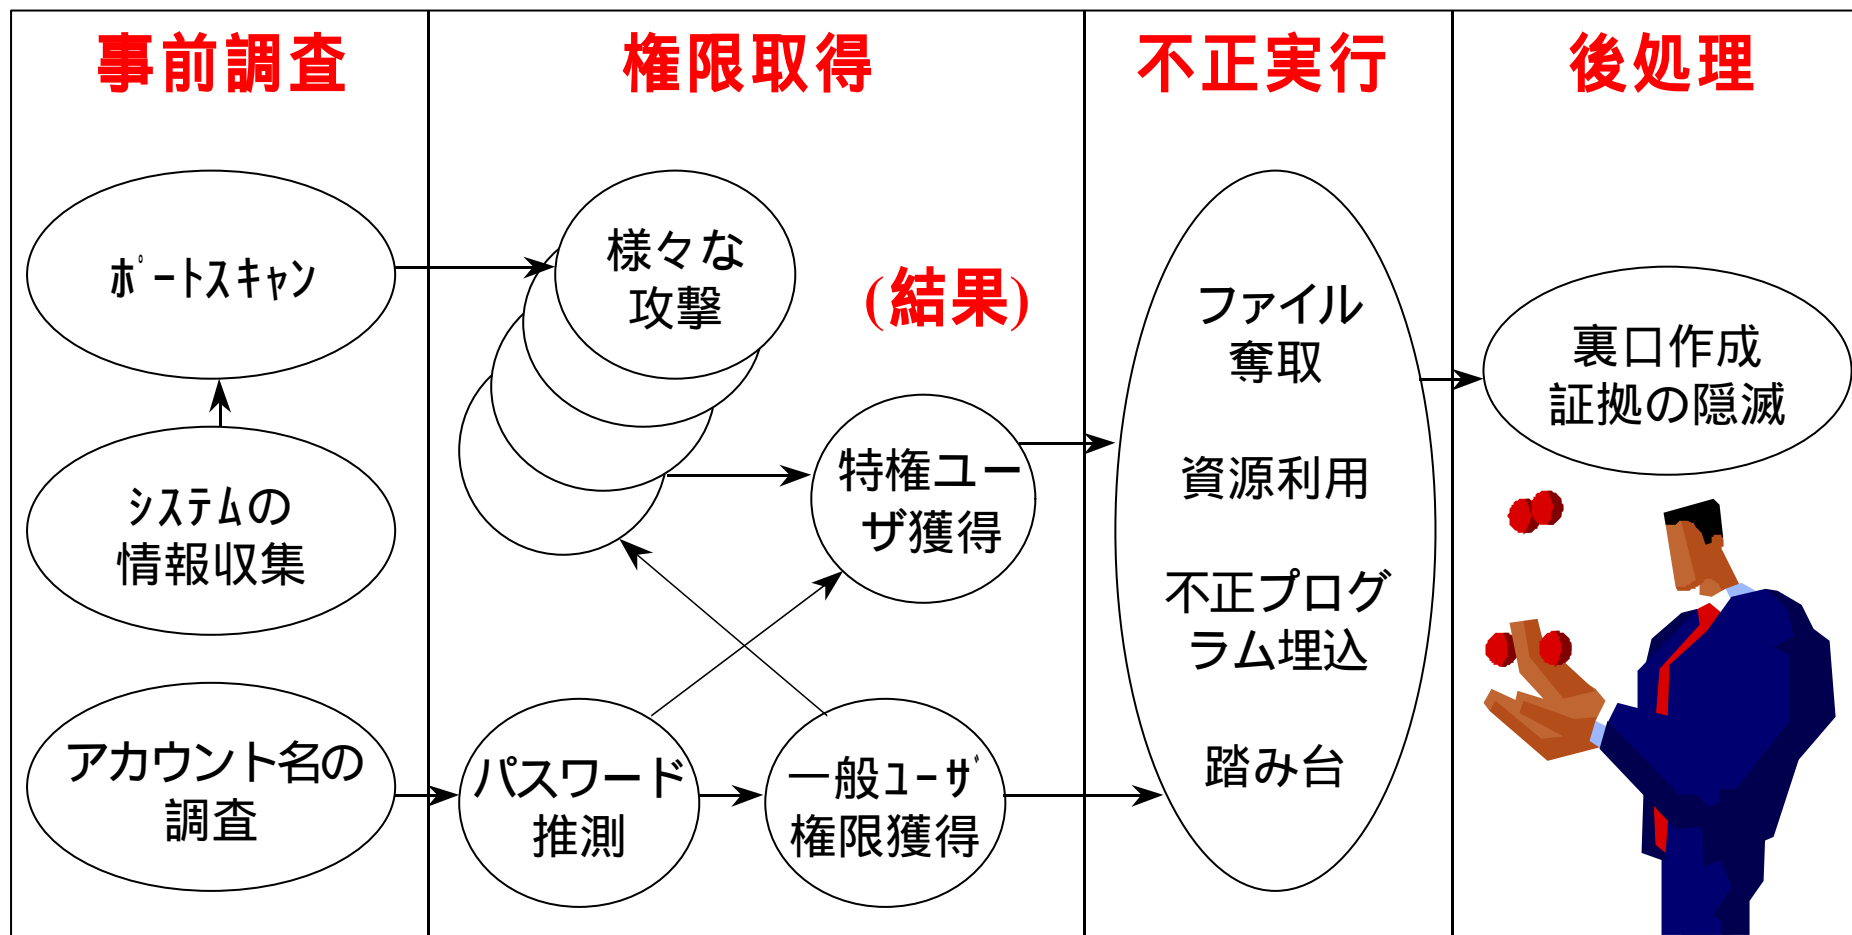 事前調査
権限取得
不正実行
後処理
ﾎﾟｰﾄｽｷｬﾝ
ｼｽﾃﾑの
情報収集
アカウント名の
調査
様々な
攻撃
(結果)
特権ユー
ザ獲得
パスワード
推測
一般ﾕｰｻﾞ
権限獲得
ファイル
奪取
資源利用
不正プログ
ラム埋込
踏み台
裏口作成
証拠の隠滅